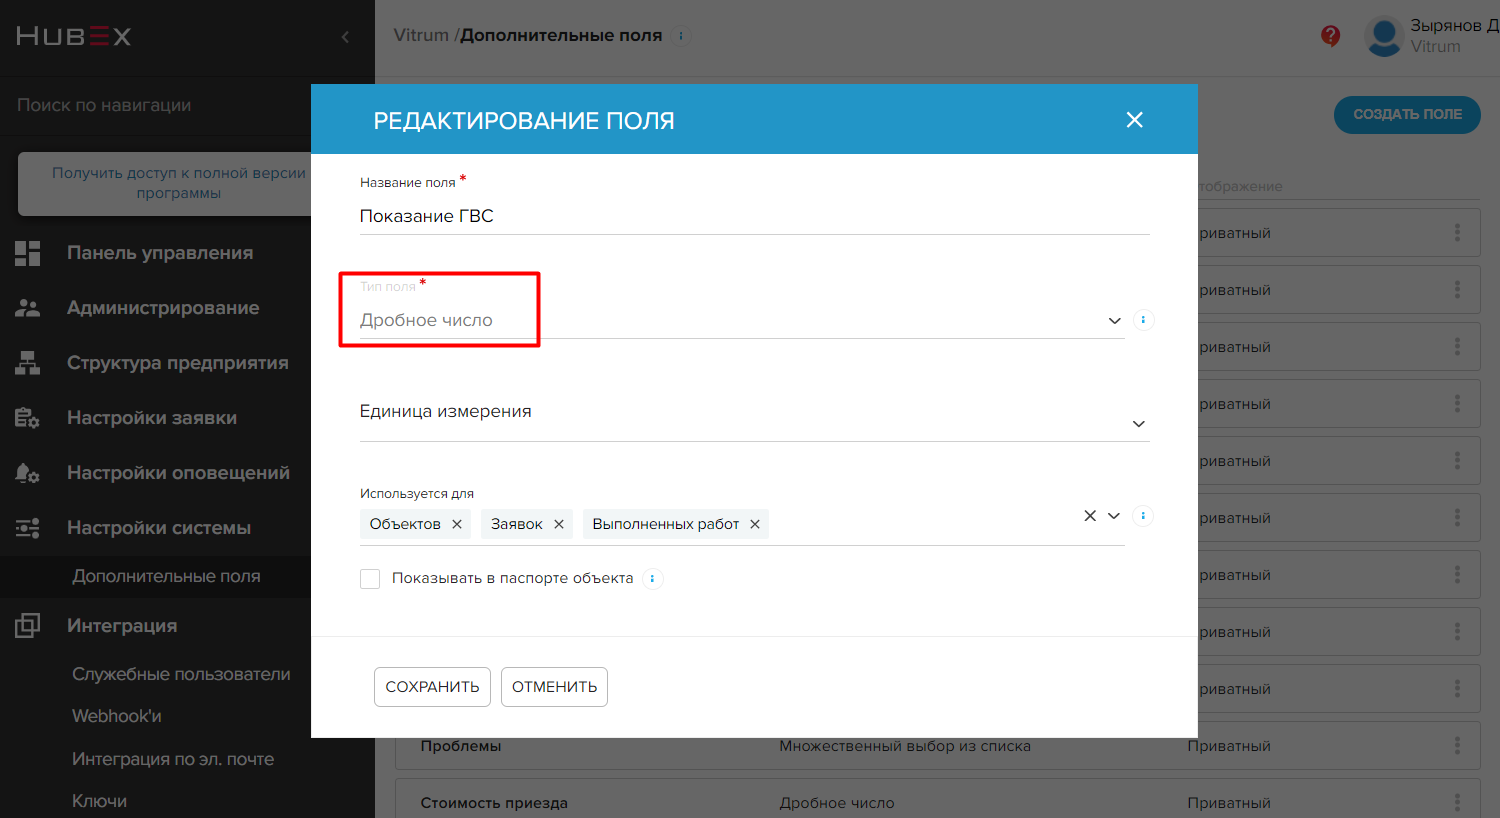 HUBEX
Vitrum /Дополнительные поля
Зырянов Д
Vitrum
Поиск по навигации
СОЗДАТЬ ПОЛЕ
Получить доступ к полной версии
программы
Панель управления
Администрирование
Структура предприятия
Настройки заявки
Настройки оповещений
Настройки системы
Дополнительные поля
Интеграция
Служебные пользователи
Webhook'и
Интеграция по эл. почте
Ключи
РЕДАКТИРОВАНИЕ ПОЛЯ
Название поля *
Показание ГВС
Тип поля *
Дробное число
Единица измерения
Используется для
Объектов
Заявок
Выполненных работ
Показывать в паспорте объекта
СОХРАНИТЬ
ОТМЕНИТЬ
тображение
риватный
риватный
риватный
риватный
риватный
риватный
риватный
риватный
риватный
Проблемы Множественный выбор из списка Приватный
Стоимость приезда Дробное число Приватный